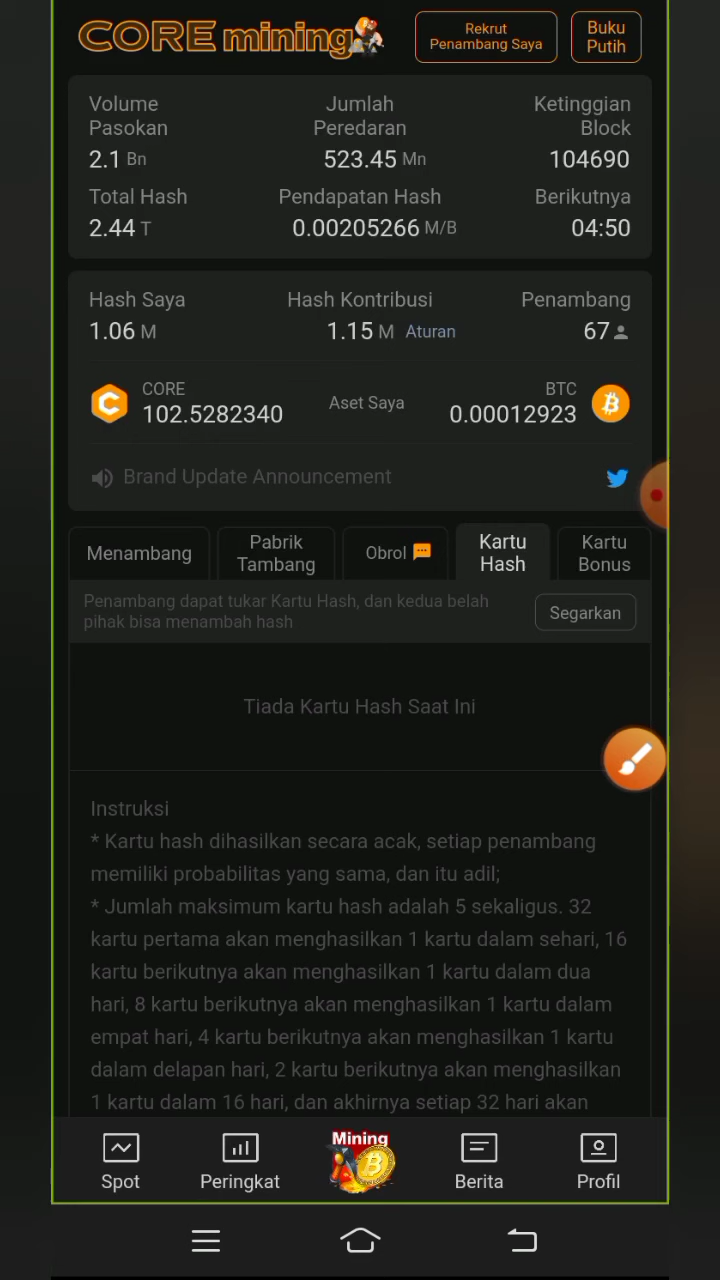 CORE mining
Rekrut
Penambang Saya
Buku
Putih
Volume
Pasokan
Jumlah
Peredaran
Ketinggian
Block
2.1 Bn
523.45 Mn
104690
Total Hash
Pendapatan Hash
Berikutnya
2.44 T
0.00205266 M/B
04:50
Hash Saya
Hash Kontribusi
Penambang
1.06 M
1.15 M Aturan
67
CORE
102.5282340
Aset Saya
BTC
0.00012923
Brand Update Announcement
Menambang
Pabrik
Tambang
Obrol
Kartu
Hash
Kartu
Bonus
Penambang dapat tukar Kartu Hash, dan kedua belah
pihak bisa menambah hash
Segarkan
Tiada Kartu Hash Saat Ini
Instruksi
* Kartu hash dihasilkan secara acak, setiap penambang
memiliki probabilitas yang sama, dan itu adil;
* Jumlah maksimum kartu hash adalah 5 sekaligus. 32
kartu pertama akan menghasilkan 1 kartu dalam sehari, 16
kartu berikutnya akan menghasilkan 1 kartu dalam dua
hari, 8 kartu berikutnya akan menghasilkan 1 kartu dalam
empat hari, 4 kartu berikutnya akan menghasilkan 1 kartu
dalam delapan hari, 2 kartu berikutnya akan menghasilkan
1 kartu dalam 16 hari, dan akhirnya setiap 32 hari akan
Mining
Spot
Peringkat
Berita
Profil